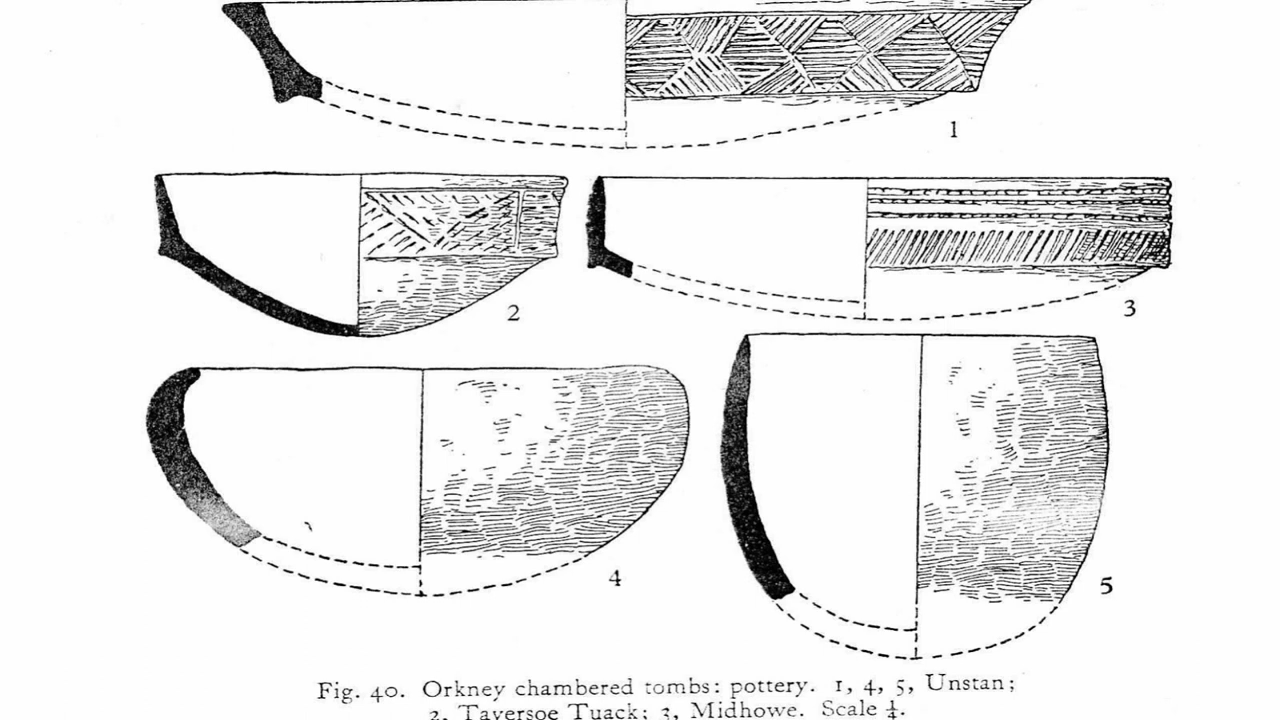 1
2
3
4
5
Fig. 40. Orkney chambered tombs: pottery. 1, 4, 5, Unstan;
2, Taversoe Tuack; 3, Midhowe. Scale ¼.